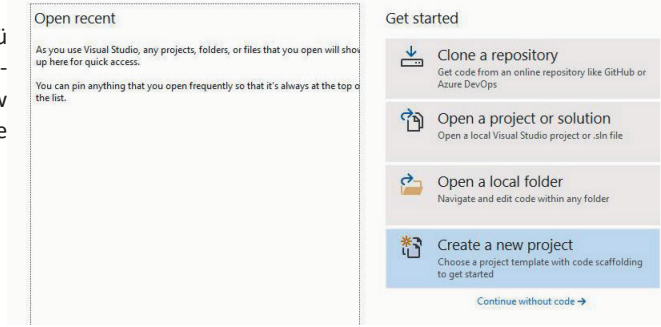 Open recent
As you use Visual Studio, any projects, folders, or files that you open will
up here for quick access.
You can pin anything that you open frequently so that it's always at the top
the list.
Get started
Clone a repository
Get code from an online repository like GitHub or
Azure DevOps
Open a project or solution
Open a local Visual Studio project or .sln file
Open a local folder
Navigate and edit code within any folder
Create a new project
Choose a project template with code scaffolding
to get started
Continue without code →